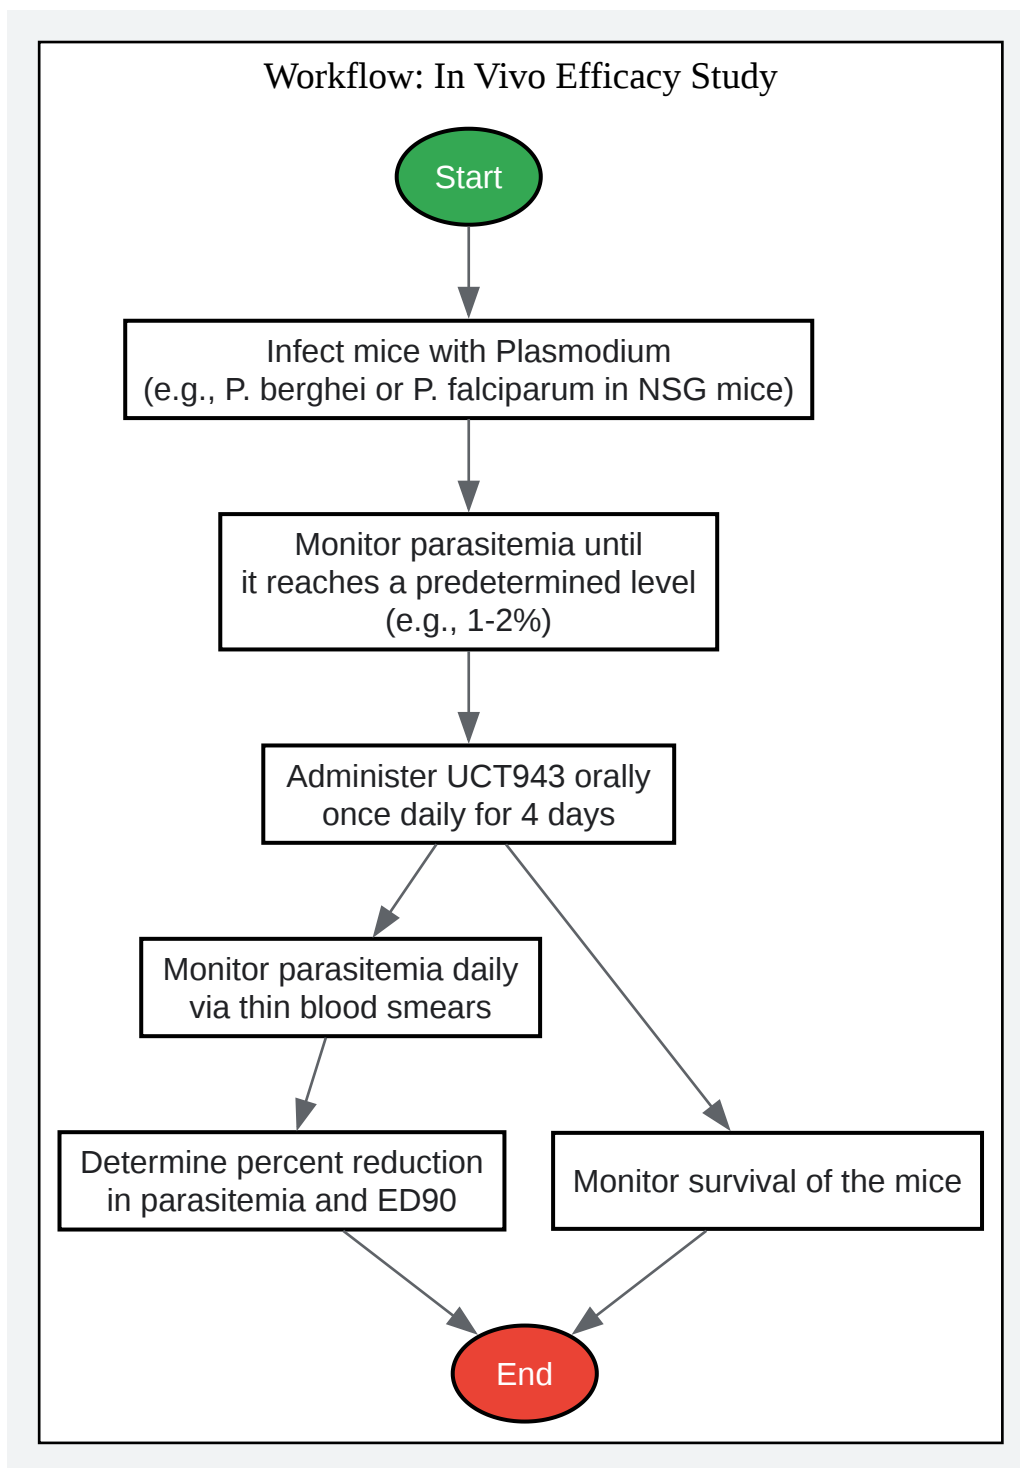 Workflow: In Vivo Efficacy Study
Start
Infect mice with Plasmodium
(e.g., P. berghei or P. falciparum in NSG mice)
Monitor parasitemia until
it reaches a predetermined level
(e.g., 1-2%)
Administer UCT943 orally
once daily for 4 days
Monitor parasitemia daily
via thin blood smears
Determine percent reduction
in parasitemia and ED90
Monitor survival of the mice
End